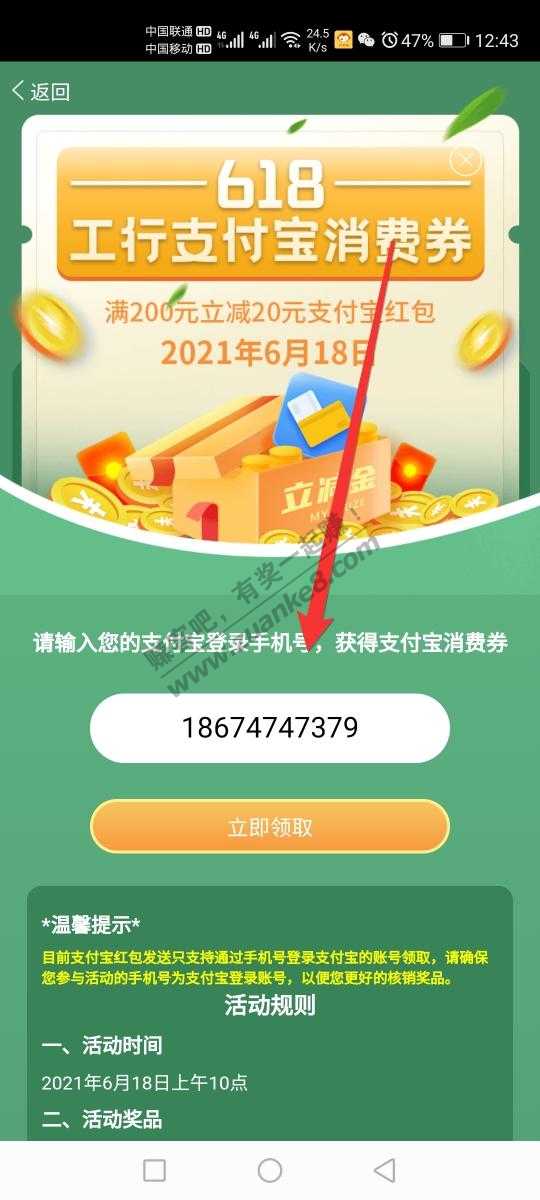 中国联通 HD
中国移动 HD
4G
4G
24.5
K/s
47%
12:43
返回
618
工行支付宝消费券
满200元立减20元支付宝红包
2021年6月18日
立减金
赚客吧,有奖一起赚!
www.zuanke8.com
请输入您的支付宝登录手机号，获得支付宝消费券
18674747379
立即领取
*温馨提示*
目前支付宝红包发送只支持通过手机号登录支付宝的账号领取，请确保
您参与活动的手机号为支付宝登录账号，以便您更好的核销奖品。
活动规则
一、活动时间
2021年6月18日上午10点
二、活动奖品